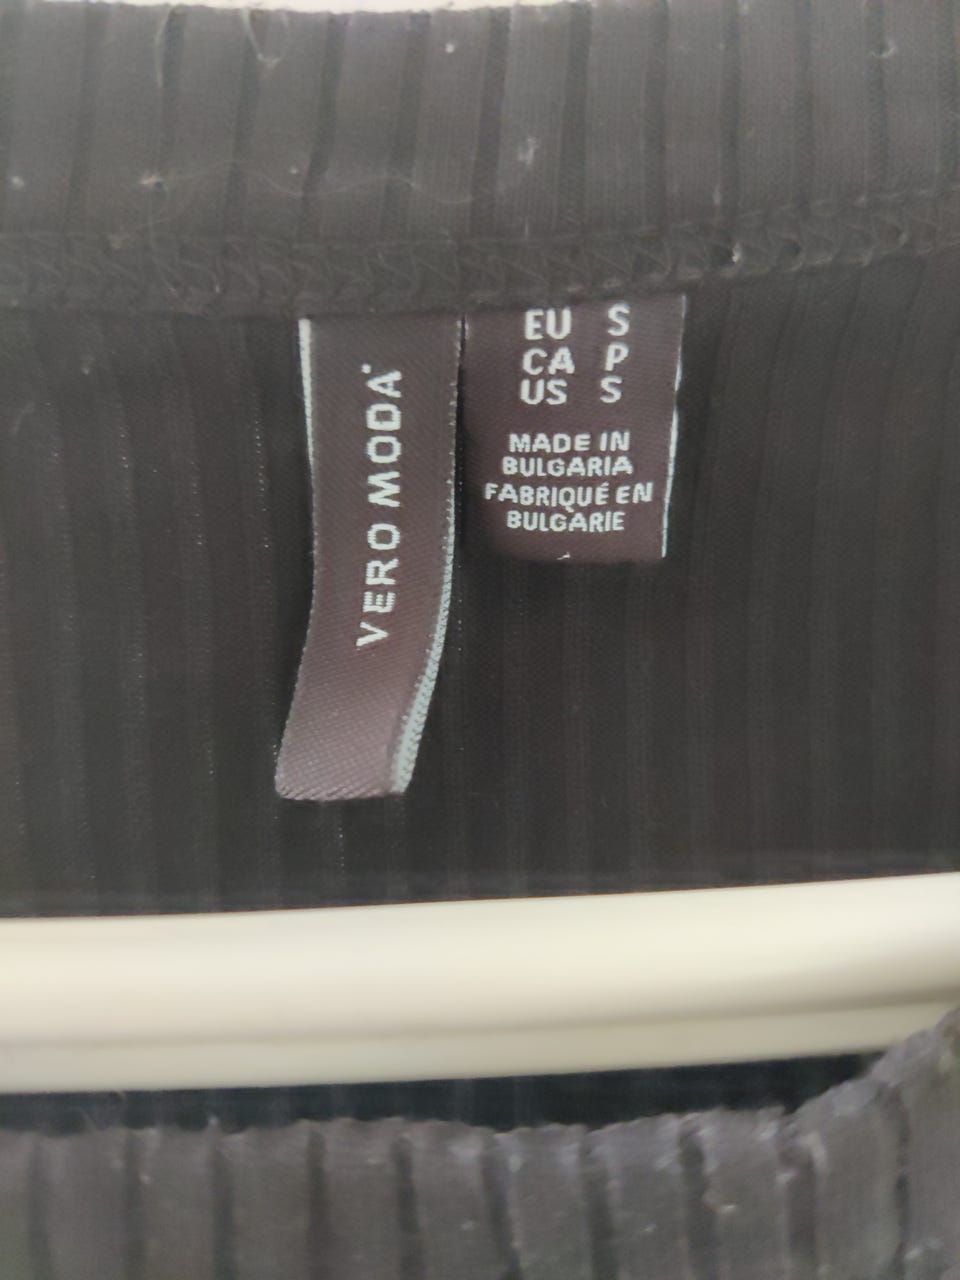 VERO MODA
EU S
CA P
US S
MADE IN
BULGARIA
FABRIQUÉ EN
BULGARIE